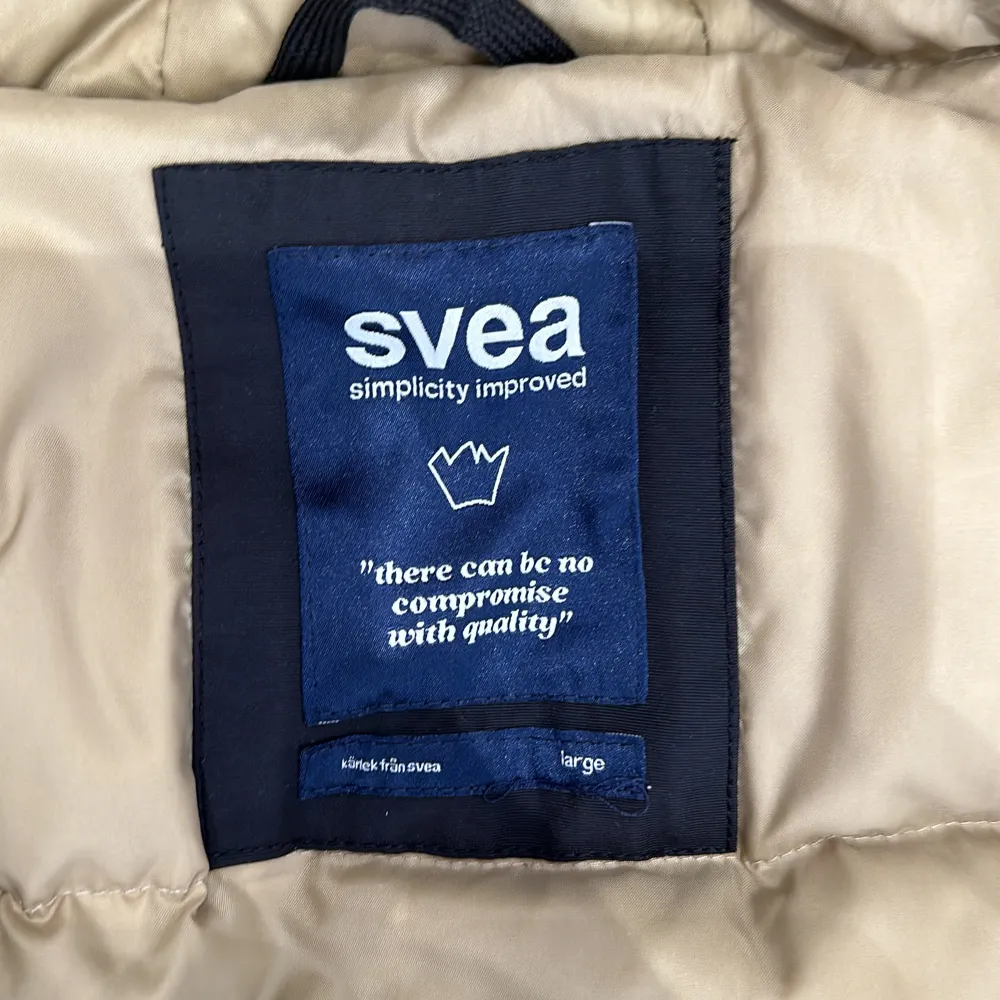 svea
simplicity improved
"there can be no
compromise
with quality"
kärlek från svea
large